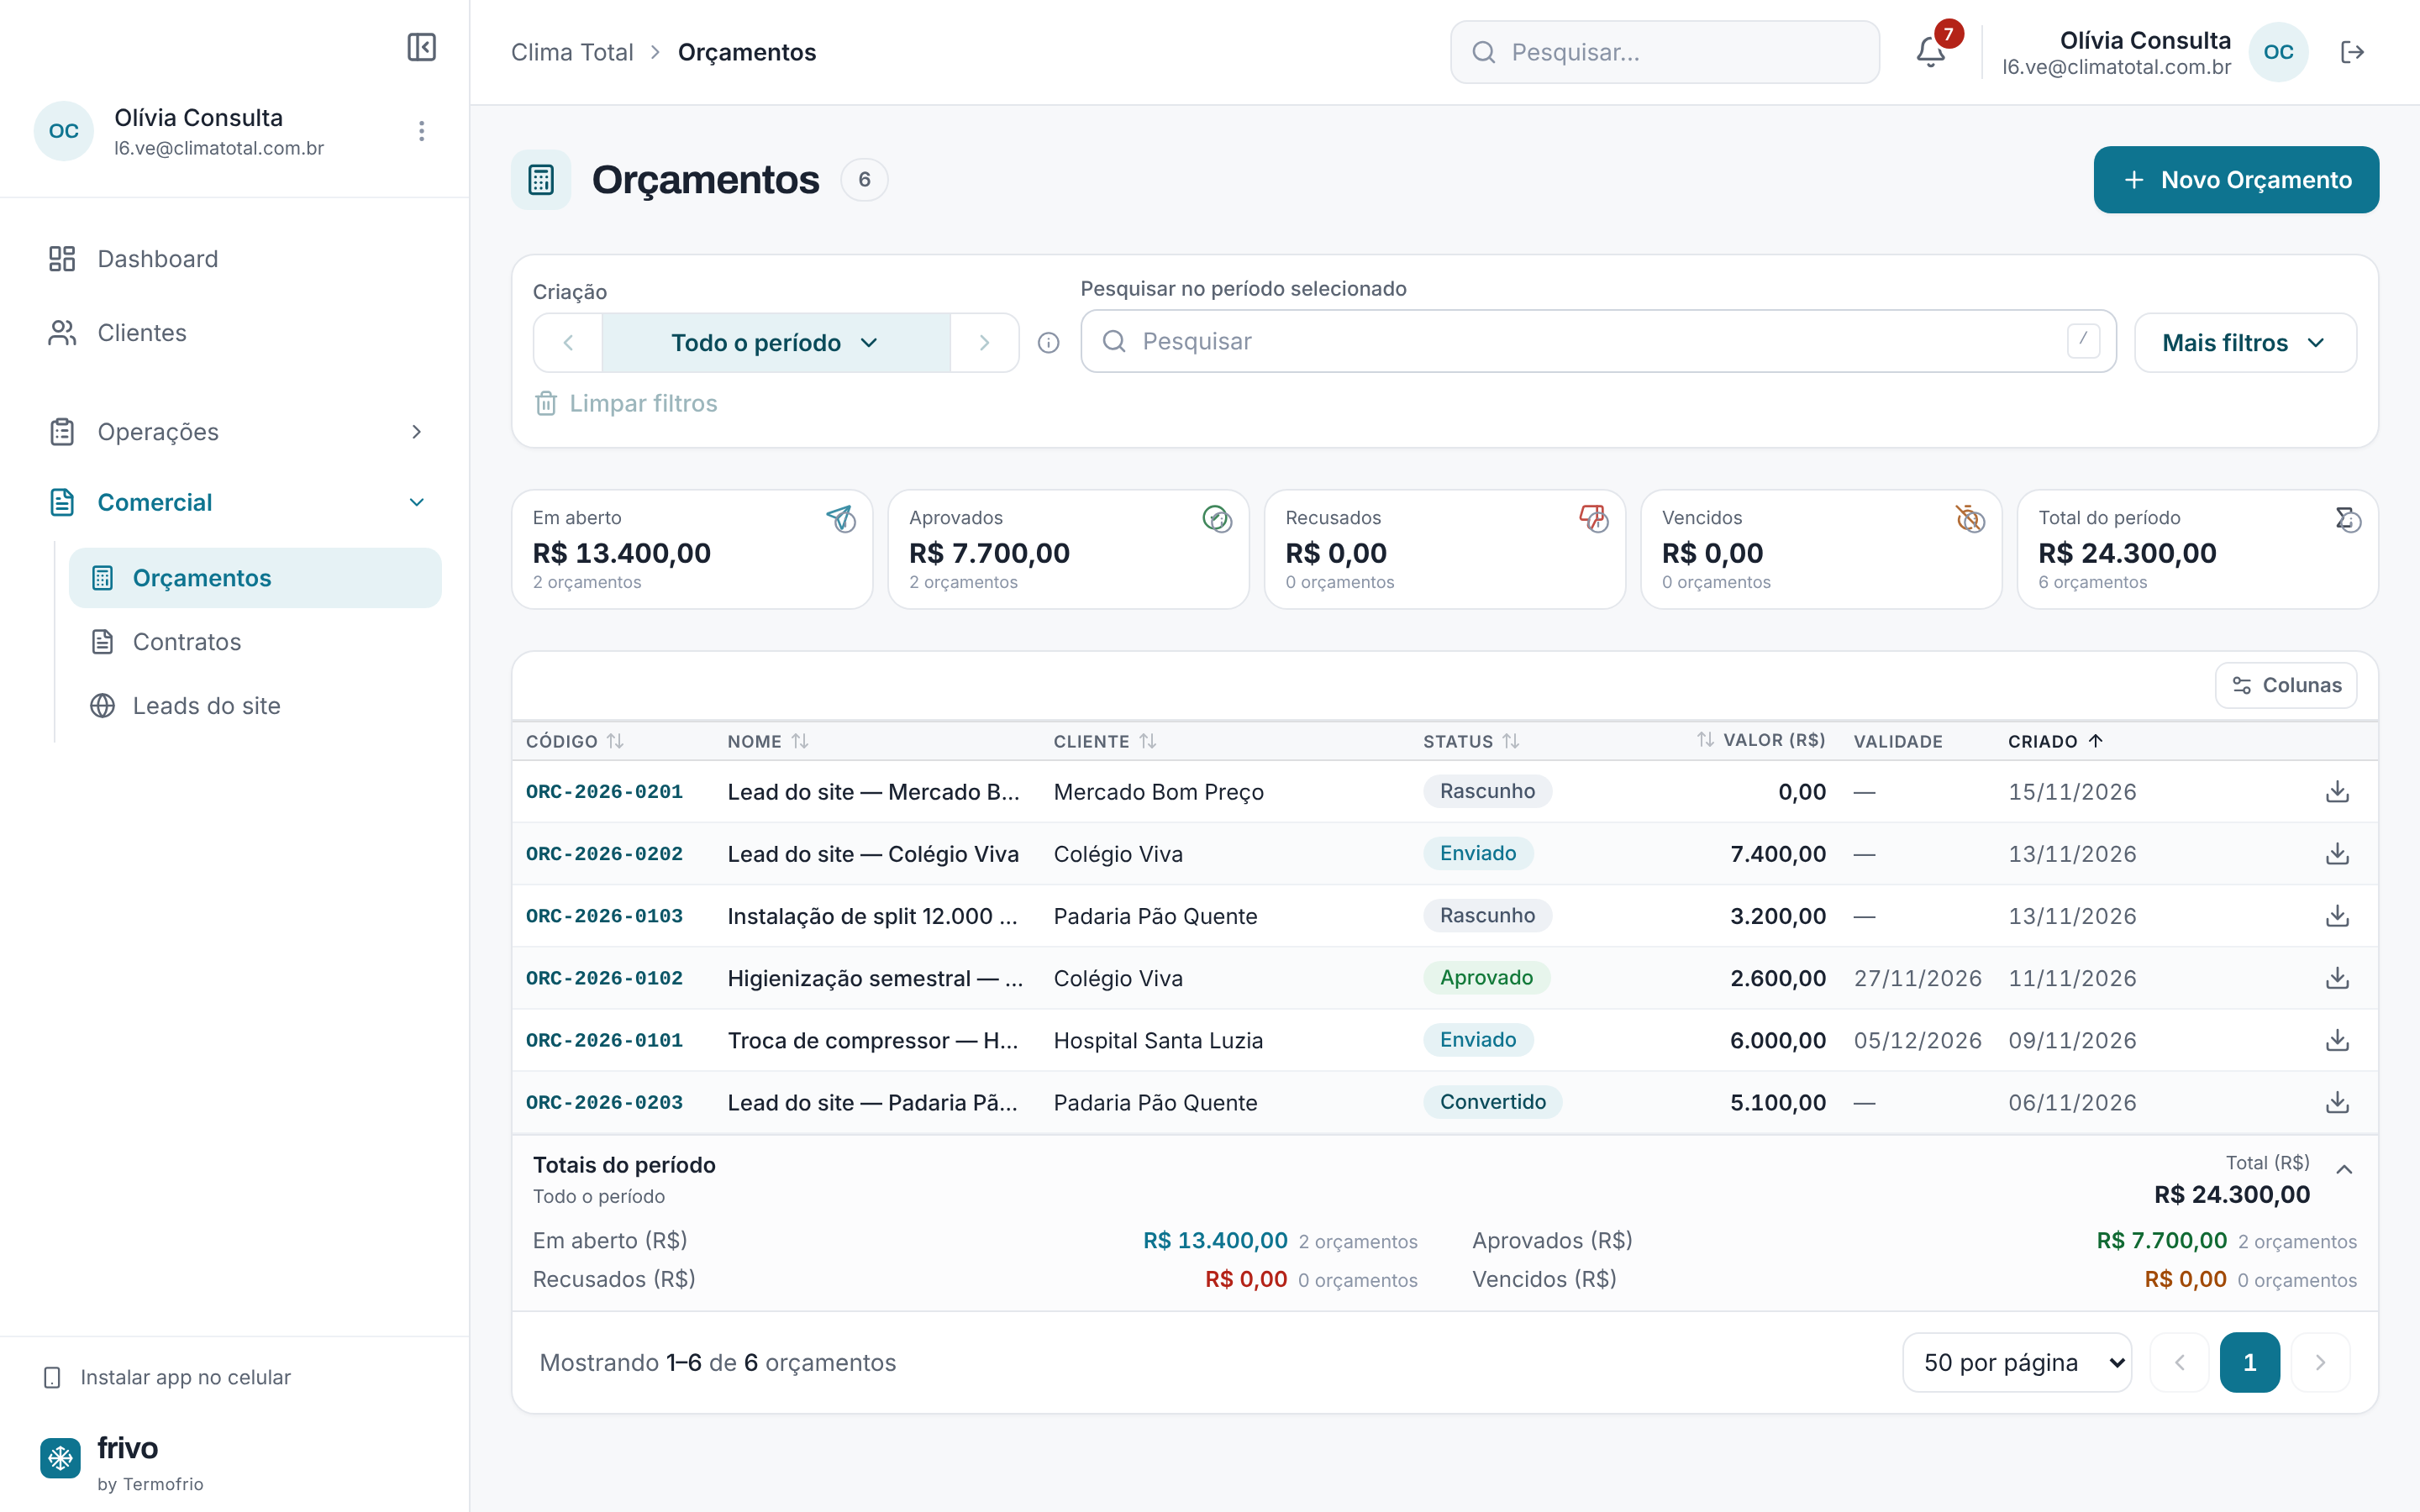 Clima Total > Orçamentos
Pesquisar...
7
Olívia Consulta
l6.ve@climatotal.com.br
OC
OC
Olívia Consulta
l6.ve@climatotal.com.br
Dashboard
Clientes
Operações
Comercial
Orçamentos
Contratos
Leads do site
Instalar app no celular
frivo
by Termofrio
Orçamentos 6
+ Novo Orçamento
Criação
Todo o período
Pesquisar no período selecionado
Pesquisar /
Mais filtros
Limpar filtros
Em aberto
R$ 13.400,00
2 orçamentos
Aprovados
R$ 7.700,00
2 orçamentos
Recusados
R$ 0,00
0 orçamentos
Vencidos
R$ 0,00
0 orçamentos
Total do período
R$ 24.300,00
6 orçamentos
Colunas
CÓDIGO NOME CLIENTE STATUS VALOR (R$) VALIDADE CRIADO
ORC-2026-0201 Lead do site — Mercado B... Mercado Bom Preço Rascunho 0,00 — 15/11/2026
ORC-2026-0202 Lead do site — Colégio Viva Colégio Viva Enviado 7.400,00 — 13/11/2026
ORC-2026-0103 Instalação de split 12.000 ... Padaria Pão Quente Rascunho 3.200,00 — 13/11/2026
ORC-2026-0102 Higienização semestral — ... Colégio Viva Aprovado 2.600,00 27/11/2026 11/11/2026
ORC-2026-0101 Troca de compressor — H... Hospital Santa Luzia Enviado 6.000,00 05/12/2026 09/11/2026
ORC-2026-0203 Lead do site — Padaria Pã... Padaria Pão Quente Convertido 5.100,00 — 06/11/2026
Totais do período
Todo o período
Total (R$)
R$ 24.300,00
Em aberto (R$) R$ 13.400,00 2 orçamentos Aprovados (R$) R$ 7.700,00 2 orçamentos
Recusados (R$) R$ 0,00 0 orçamentos Vencidos (R$) R$ 0,00 0 orçamentos
Mostrando 1–6 de 6 orçamentos
50 por página
1